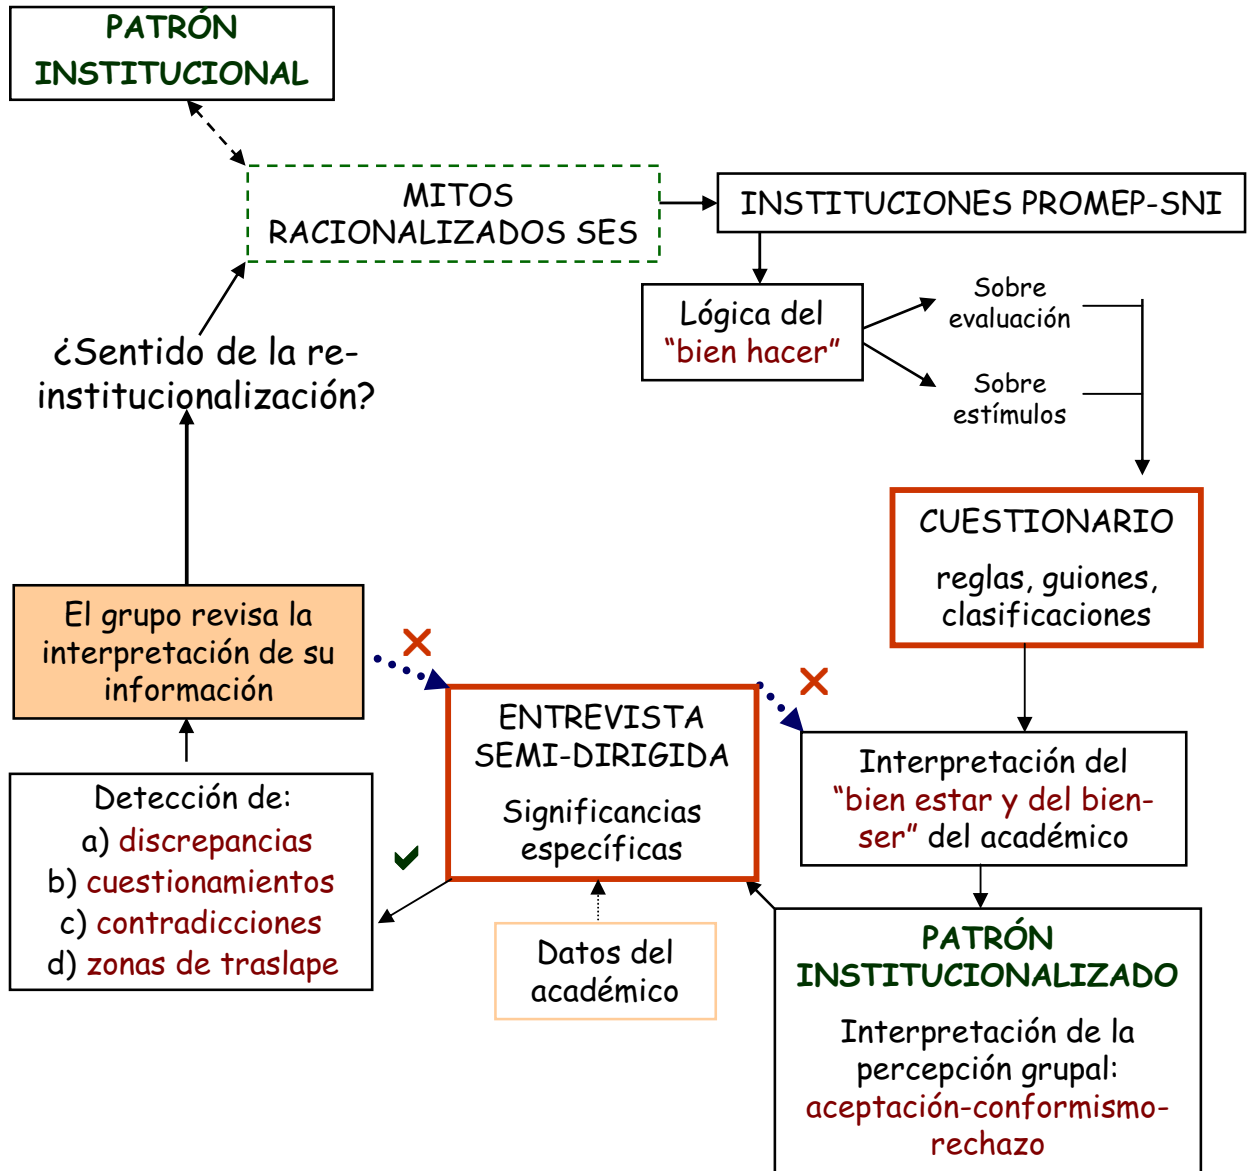 PATRÓN
INSTITUCIONAL
MITOS
RACIONALIZADOS SES
INSTITUCIONES PROMEP-SNI
Lógica del
“bien hacer”
Sobre
evaluación
Sobre
estímulos
¿Sentido de la re-
institucionalización?
CUESTIONARIO
reglas, guiones,
clasificaciones
El grupo revisa la
interpretación de su
información
ENTREVISTA
SEMI-DIRIGIDA
Significancias
específicas
Interpretación del
“bien estar y del bien-
ser” del académico
Detección de:
a) discrepancias
b) cuestionamientos
c) contradicciones
d) zonas de traslape
Datos del
académico
PATRÓN
INSTITUCIONALIZADO
Interpretación de la
percepción grupal:
aceptación-conformismo-
rechazo